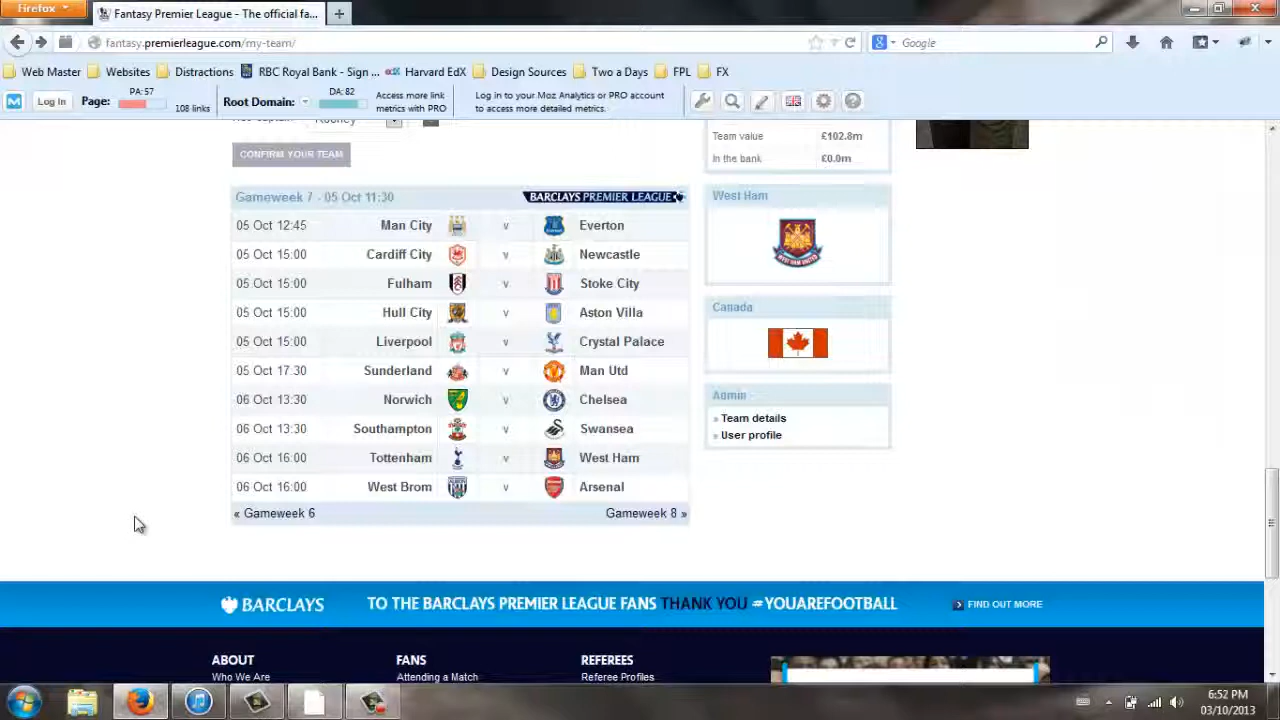 Firefox
Fantasy Premier League - The official fa...
fantasy.premierleague.com/my-team/
Google
Web Master
Websites
Distractions
RBC Royal Bank - Sign ...
Harvard EdX
Design Sources
Two a Days
FPL
FX
Log In
Page:
PA: 57
108 links
Root Domain:
DA: 82
Access more link
metrics with PRO
Log in to your Moz Analytics or PRO account
to access more detailed metrics.
CONFIRM YOUR TEAM
Team value £102.8m
In the bank £0.0m
Gameweek 7 - 05 Oct 11:30
BARCLAYS PREMIER LEAGUE
05 Oct 12:45 Man City v Everton
05 Oct 15:00 Cardiff City v Newcastle
05 Oct 15:00 Fulham v Stoke City
05 Oct 15:00 Hull City v Aston Villa
05 Oct 15:00 Liverpool v Crystal Palace
05 Oct 17:30 Sunderland v Man Utd
06 Oct 13:30 Norwich v Chelsea
06 Oct 13:30 Southampton v Swansea
06 Oct 16:00 Tottenham v West Ham
06 Oct 16:00 West Brom v Arsenal
« Gameweek 6
Gameweek 8 »
West Ham
Canada
Admin
» Team details
» User profile
BARCLAYS
TO THE BARCLAYS PREMIER LEAGUE FANS THANK YOU #YOUAREFOOTBALL
FIND OUT MORE
ABOUT
Who We Are
FANS
Attending a Match
REFEREES
Referee Profiles
6:52 PM
03/10/2013